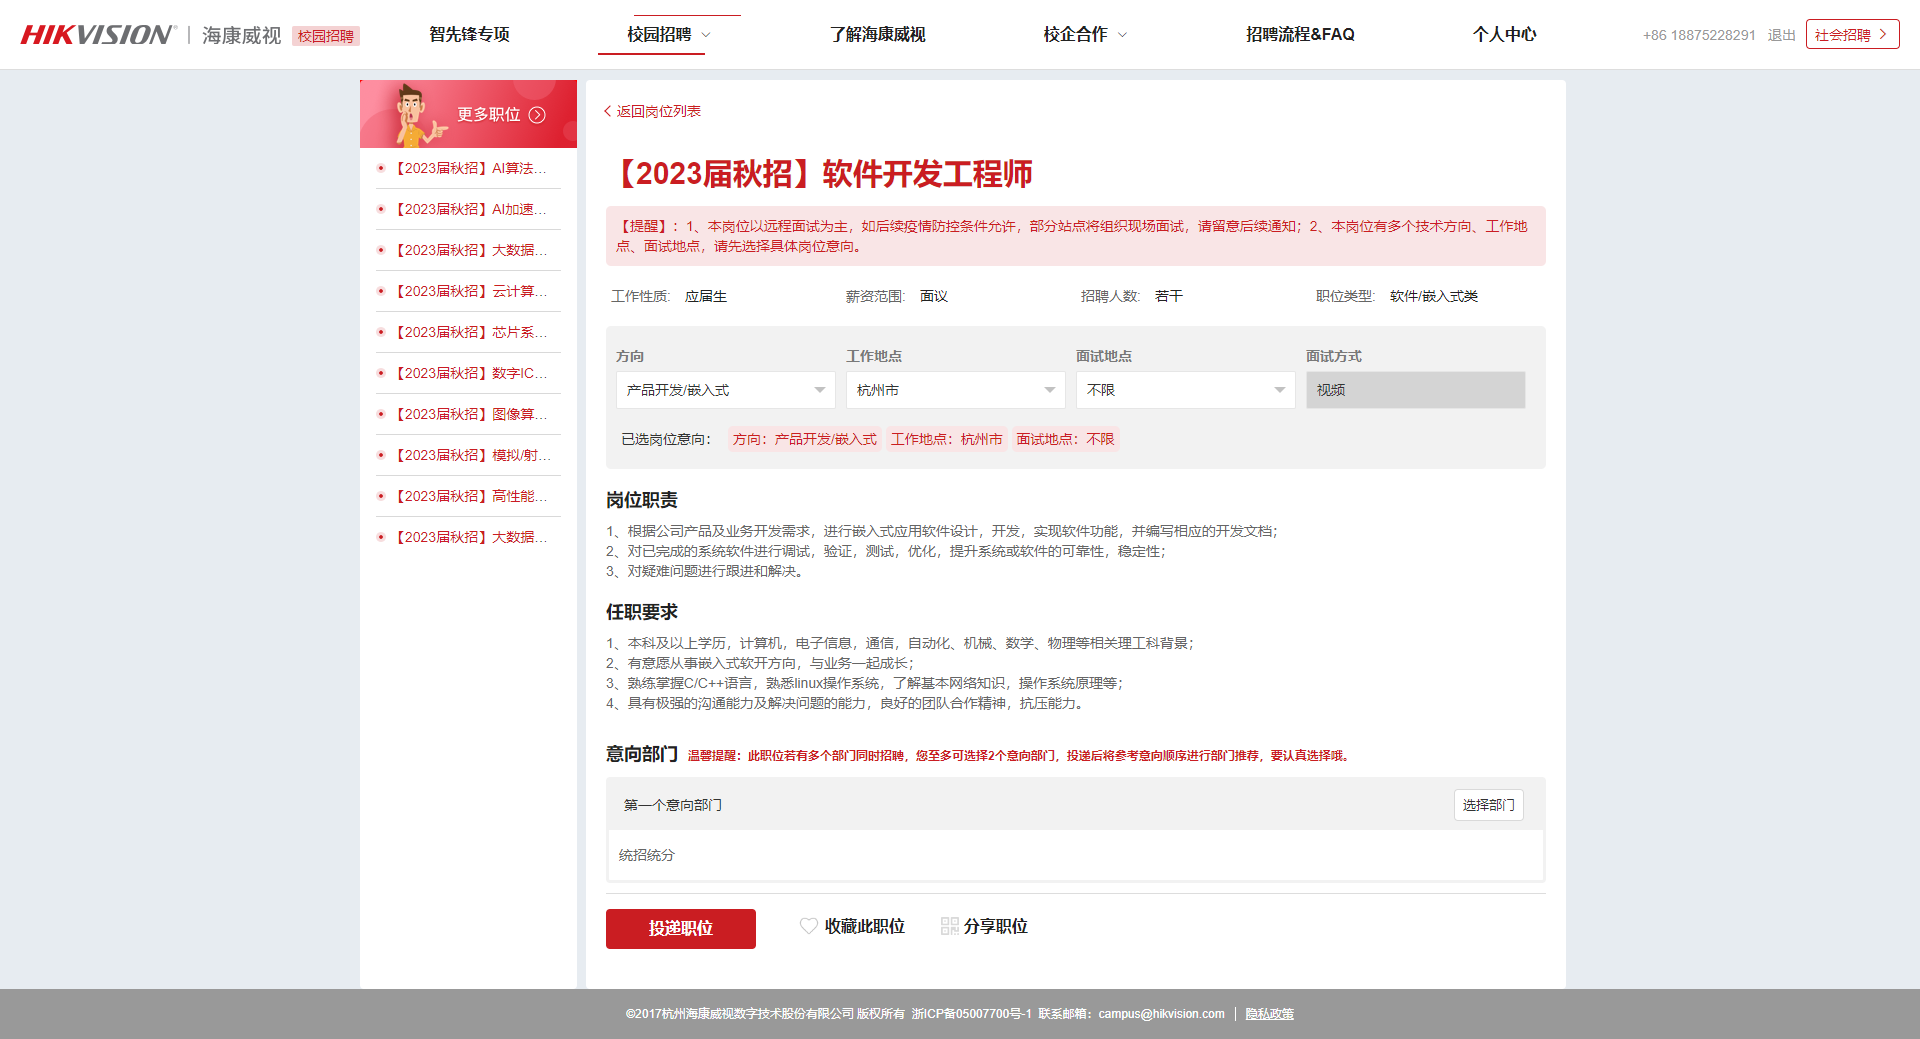 HIKVISION | 海康威视 校园招聘
智先锋专项
校园招聘
了解海康威视
校企合作
招聘流程&FAQ
个人中心
+86 18875228291 退出 社会招聘
更多职位
【2023届秋招】AI算法...
【2023届秋招】AI加速...
【2023届秋招】大数据...
【2023届秋招】云计算...
【2023届秋招】芯片系...
【2023届秋招】数字IC...
【2023届秋招】图像算...
【2023届秋招】模拟/射...
【2023届秋招】高性能...
【2023届秋招】大数据...
返回岗位列表
【2023届秋招】软件开发工程师
【提醒】：1、本岗位以远程面试为主，如后续疫情防控条件允许，部分站点将组织现场面试，请留意后续通知；2、本岗位有多个技术方向、工作地
点、面试地点，请先选择具体岗位意向。
工作性质: 应届生 薪资范围: 面议 招聘人数: 若干 职位类型: 软件/嵌入式类
方向 工作地点 面试地点 面试方式
产品开发/嵌入式 杭州市 不限 视频
已选岗位意向： 方向：产品开发/嵌入式 工作地点：杭州市 面试地点：不限
岗位职责
1、根据公司产品及业务开发需求，进行嵌入式应用软件设计，开发，实现软件功能，并编写相应的开发文档；
2、对已完成的系统软件进行调试，验证，测试，优化，提升系统或软件的可靠性，稳定性；
3、对疑难问题进行跟进和解决。
任职要求
1、本科及以上学历，计算机，电子信息，通信，自动化、机械、数学、物理等相关理工科背景；
2、有意愿从事嵌入式软开方向，与业务一起成长；
3、熟练掌握C/C++语言，熟悉linux操作系统，了解基本网络知识，操作系统原理等；
4、具有极强的沟通能力及解决问题的能力，良好的团队合作精神，抗压能力。
意向部门 温馨提醒：此职位若有多个部门同时招聘，您至多可选择2个意向部门，投递后将参考意向顺序进行部门推荐，要认真选择哦。
第一个意向部门 选择部门
统招统分
投递职位 收藏此职位 分享职位
©2017杭州海康威视数字技术股份有限公司 版权所有 浙ICP备05007700号-1 联系邮箱：campus@hikvision.com | 隐私政策